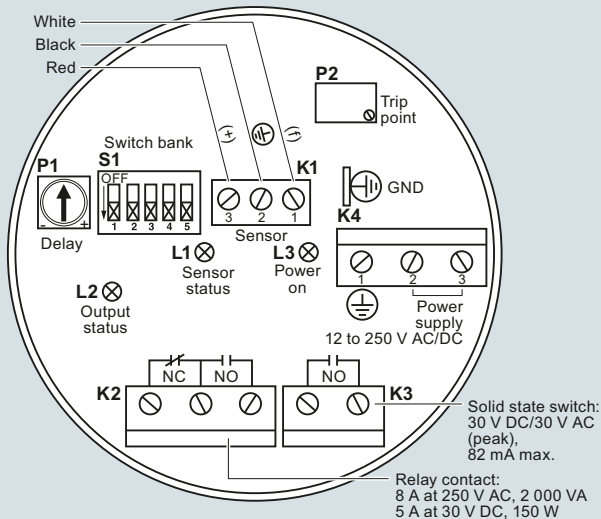 White
Black
Red
P2
Trip
point
(+)
(f)
Switch bank
P1
S1
OFF
K1
1 2 3 4 5
- +
3 2 1
GND
K4
Delay
Sensor
L1
Sensor
status
L3
Power
on
1 2 3
L2
Output
status
Power
supply
12 to 250 V AC/DC
NC
NO
NO
K2
K3
Solid state switch:
30 V DC/30 V AC
(peak),
82 mA max.
Relay contact:
8 A at 250 V AC, 2 000 VA
5 A at 30 V DC, 150 W